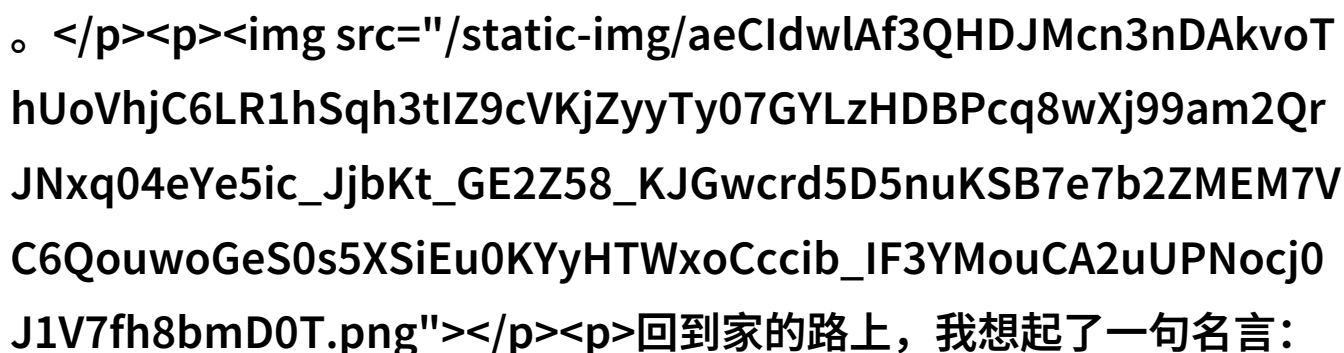 。</p><p><img src="/static-img/aeCIdwlAf3QHDJMcn3nDAkvoT
hUoVhjC6LR1hSqh3tIZ9cVKjZyyTy07GYLzHDBPcq8wXj99am2Qr
JNxq04eYe5ic_JjbKt_GE2Z58_KJGwcrd5D5nuKSB7e7b2ZMEM7V
C6QouwoGeS0s5XSiEu0KYyHTWxoCccib_IF3YMouCA2uUPNocj0
J1V7fh8bmD0T.png"></p><p>回到家的路上，我想起了一句名言：